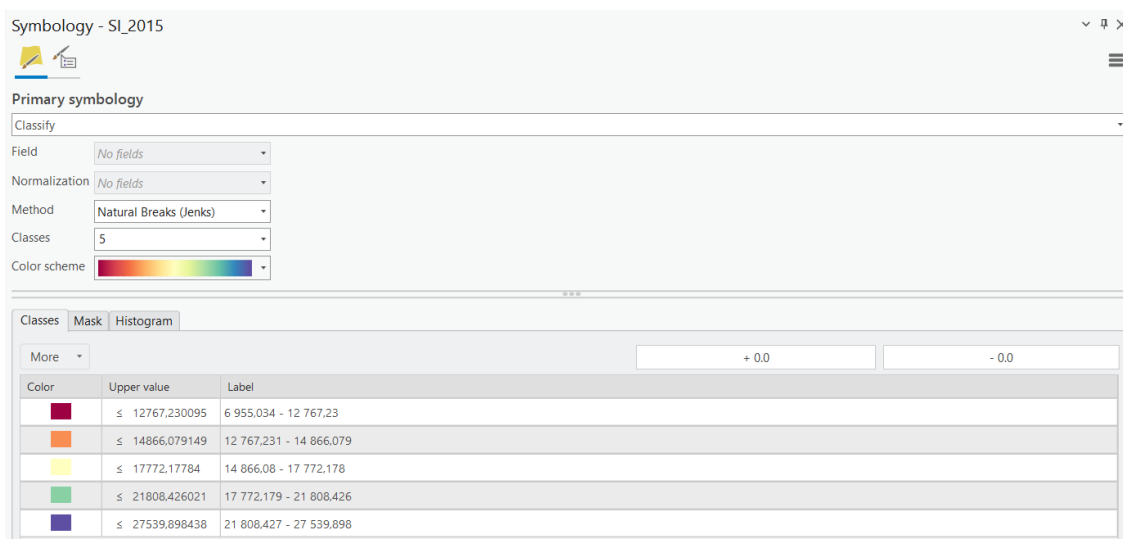 Symbology - SI_2015
Primary symbology
Classify
Field No fields
Normalization No fields
Method Natural Breaks (Jenks)
Classes 5
Color scheme
Classes Mask Histogram
More + 0.0 - 0.0
Color Upper value Label
≤ 12767,230095 6 955,034 - 12 767,23
≤ 14866,079149 12 767,231 - 14 866,079
≤ 17772,17784 14 866,08 - 17 772,178
≤ 21808,426021 17 772,179 - 21 808,426
≤ 27539,898438 21 808,427 - 27 539,898